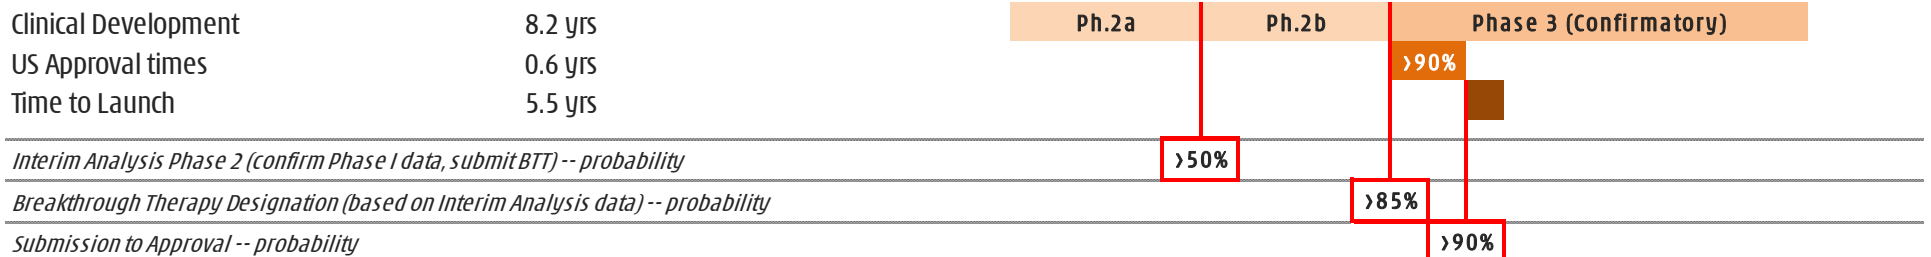 Clinical Development 8.2 yrs Ph.2a Ph.2b Phase 3 (Confirmatory)
US Approval times 0.6 yrs >90%
Time to Launch 5.5 yrs
Interim Analysis Phase 2 (confirm Phase I data, submit BTT) -- probability >50%
Breakthrough Therapy Designation (based on Interim Analysis data) -- probability >85%
Submission to Approval -- probability >90%